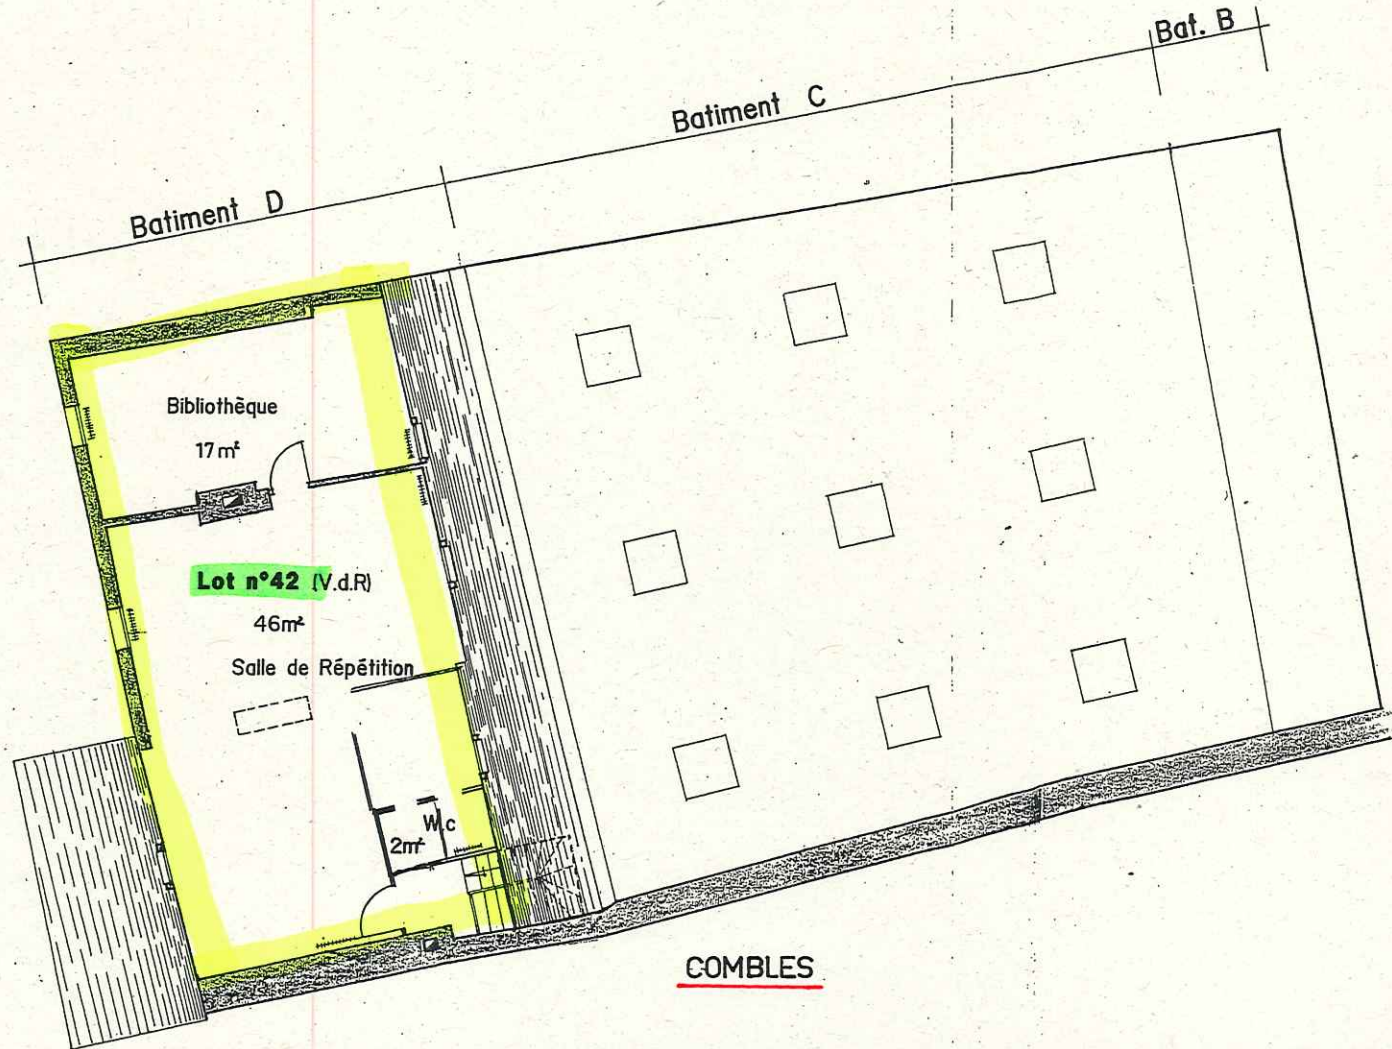 Bat. B
Batiment C
Batiment D
Bibliothèque
17 m²
Lot n°42 (V.d.R)
46m²
Salle de Répétition
W.c
2m²
COMBLES